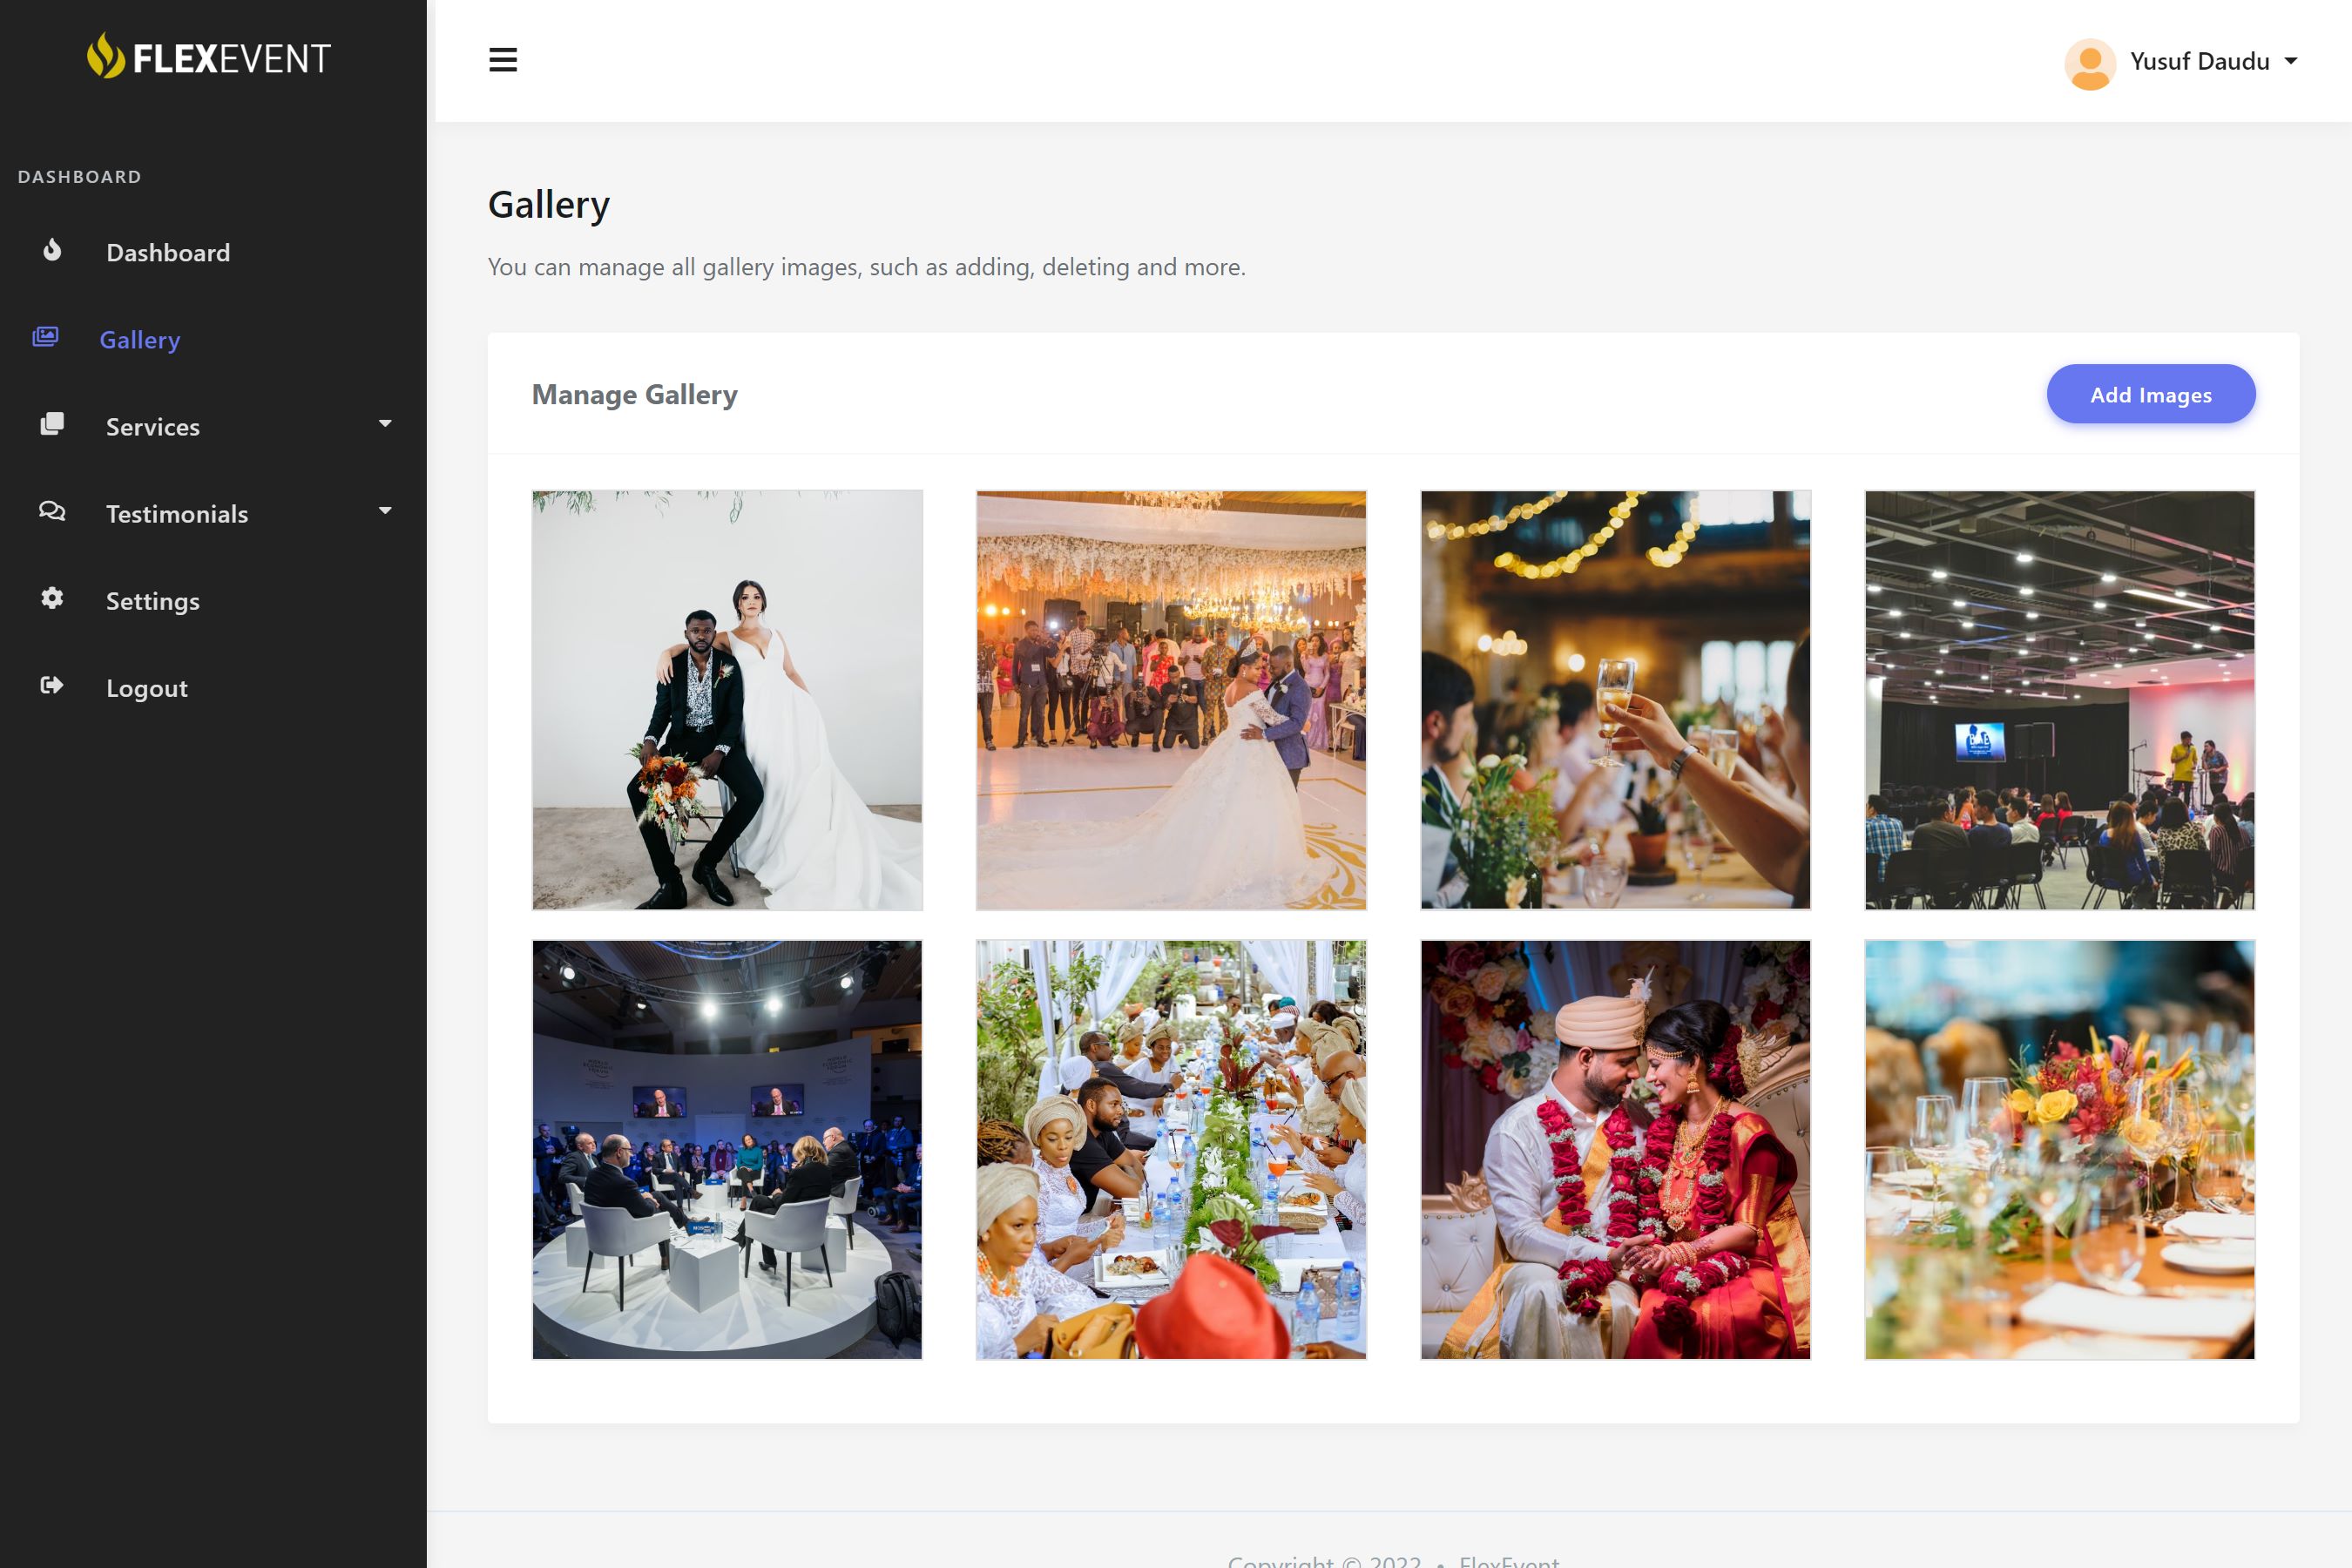 FLEXEVENT
Yusuf Daudu
DASHBOARD
Dashboard
Gallery
Services
Testimonials
Settings
Logout
Gallery
You can manage all gallery images, such as adding, deleting and more.
Manage Gallery
Add Images
Copyright © 2022 • FlexEvent